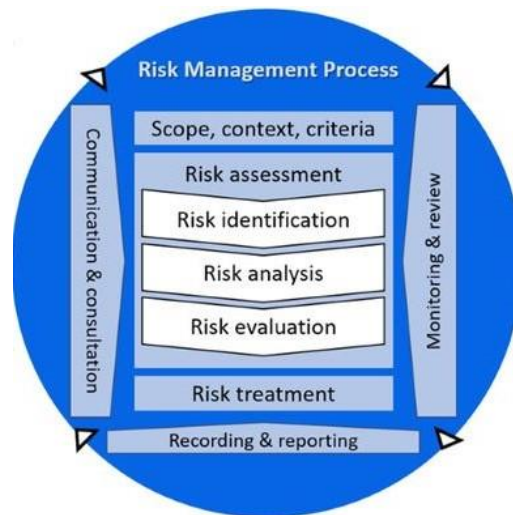 Risk Management Process
Scope, context, criteria
Risk assessment
Risk identification
Risk analysis
Risk evaluation
Risk treatment
Recording & reporting
Communication & consultation
Monitoring & review